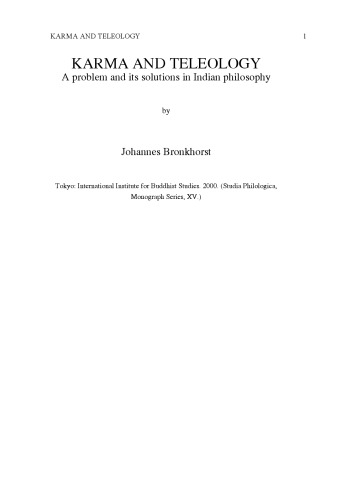 KARMA AND TELEOLOGY 1
KARMA AND TELEOLOGY
A problem and its solutions in Indian philosophy
by
Johannes Bronkhorst
Tokyo: International Institute for Buddhist Studies. 2000. (Studia Philologica,
Monograph Series, XV.)